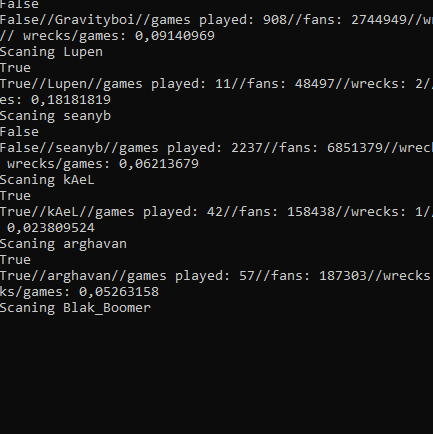 False
False//Gravityboi//games played: 908//fans: 2744949//wr
// wrecks/games: 0,09140969
Scaning Lupen
True
True//Lupen//games played: 11//fans: 48497//wrecks: 2/
es: 0,18181819
Scaning seanyb
False
False//seanyb//games played: 2237//fans: 6851379//wreck
 wrecks/games: 0,06213679
Scaning kAeL
True
True//kAeL//games played: 42//fans: 158438//wrecks: 1//
 0,023809524
Scaning arghavan
True
True//arghavan//games played: 57//fans: 187303//wrecks
ks/games: 0,05263158
Scaning Blak_Boomer